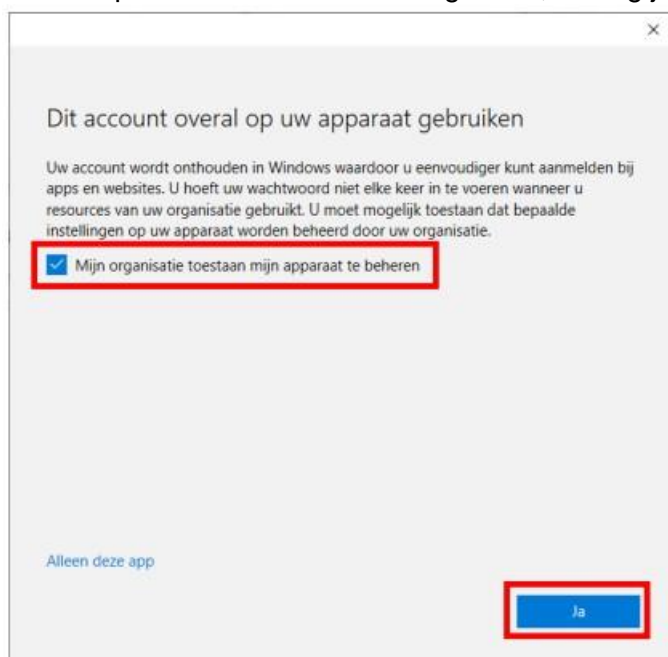 ×
Dit account overal op uw apparaat gebruiken
Uw account wordt onthouden in Windows waardoor u eenvoudiger kunt aanmelden bij
apps en websites. U hoeft uw wachtwoord niet elke keer in te voeren wanneer u
resources van uw organisatie gebruikt. U moet mogelijk toestaan dat bepaalde
instellingen op uw apparaat worden beheerd door uw organisatie.
Mijn organisatie toestaan mijn apparaat te beheren
Alleen deze app
Ja